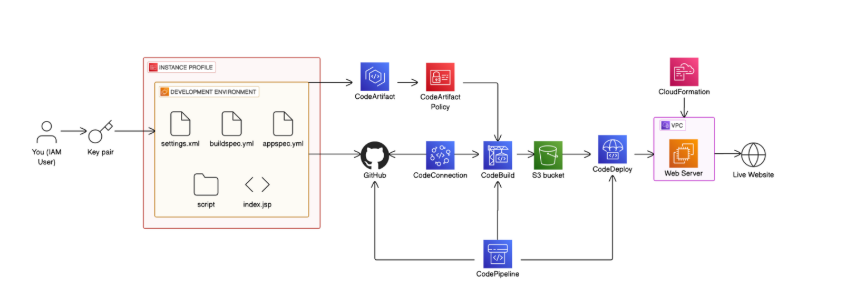 INSTANCE PROFILE
DEVELOPMENT ENVIRONMENT
settings.xml
buildspec.yml
appspec.yml
script
index.jsp
You (IAM
User)
Key pair
CodeArtifact
CodeArtifact
Policy
GitHub
CodeConnection
CodeBuild
S3 bucket
CodeDeploy
CloudFormation
VPC
Web Server
Live Website
CodePipeline